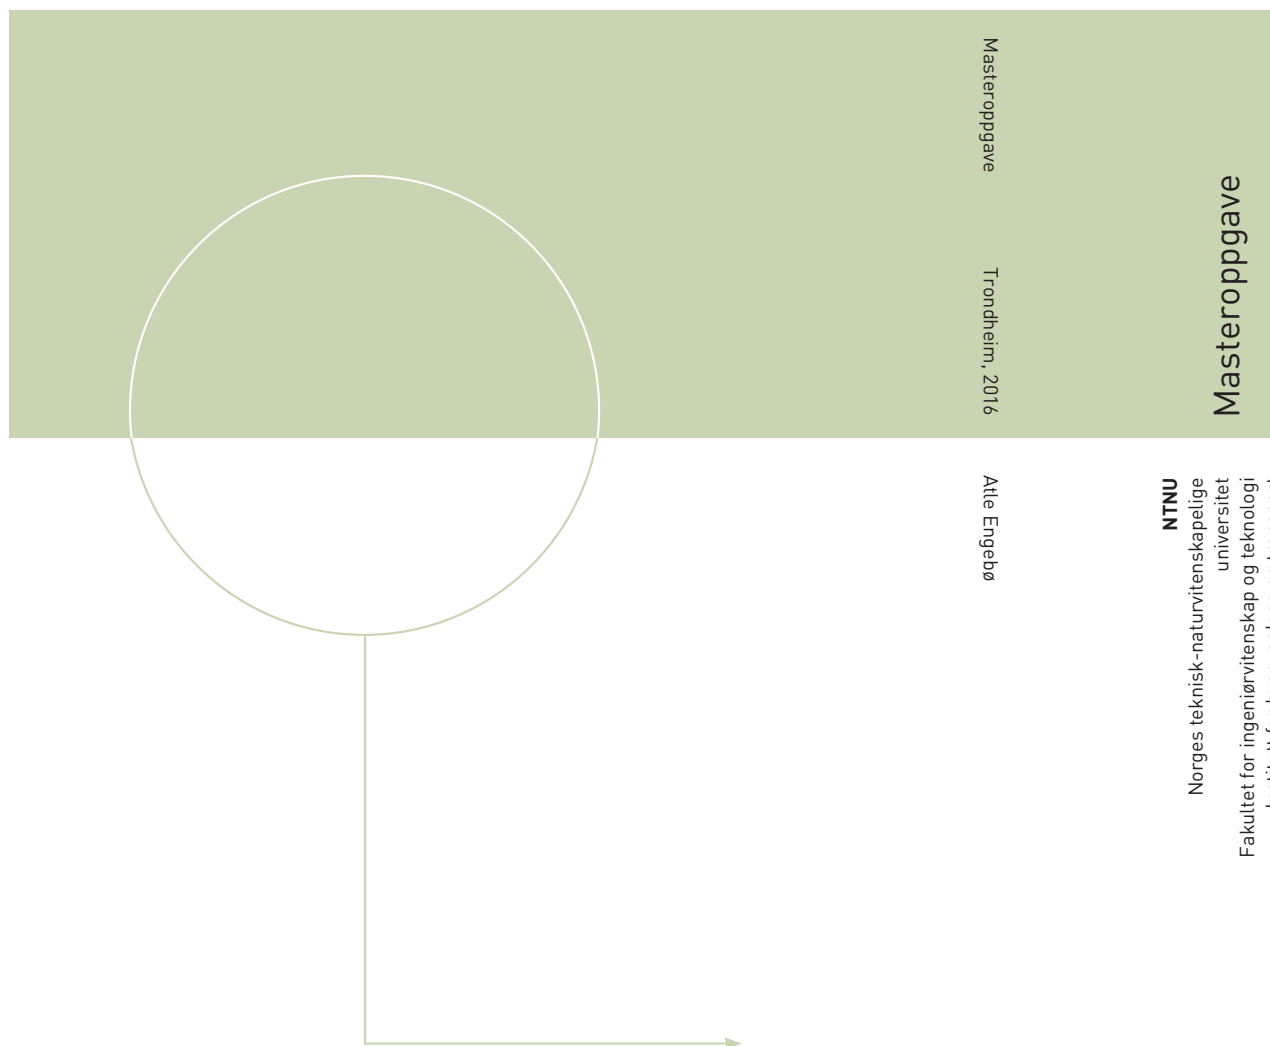 Masteroppgave
Trondheim, 2016
Atle Engebø
Masteroppgave
NTNU
Norges teknisk-naturvitenskapelige
universitet
Fakultet for ingeniørvitenskap og teknologi